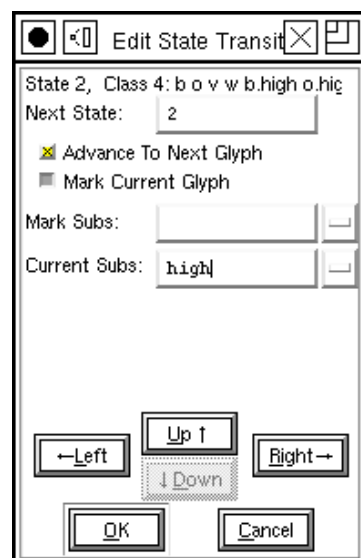 Edit State Transit
State 2, Class 4: b o v w b.high o.hig
Next State: 2
Advance To Next Glyph
Mark Current Glyph
Mark Subs:
Current Subs: high
Up ↑
←Left Right→
↓Down
OK Cancel